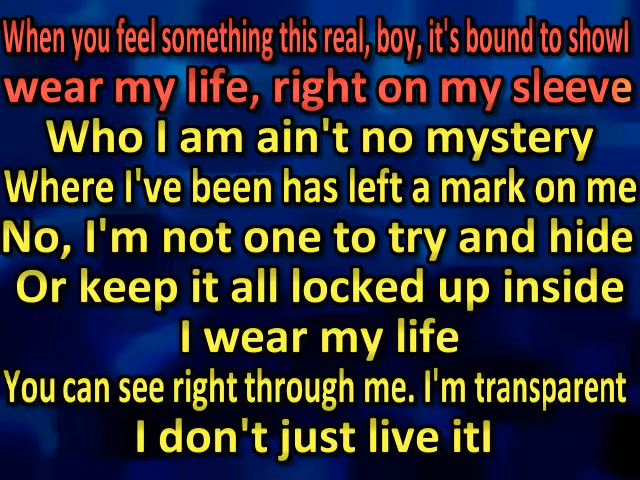 When you feel something this real, boy, it's bound to showI
wear my life, right on my sleeve
Who I am ain't no mystery
Where I've been has left a mark on me
No, I'm not one to try and hide
Or keep it all locked up inside
I wear my life
You can see right through me. I'm transparent
I don't just live itI